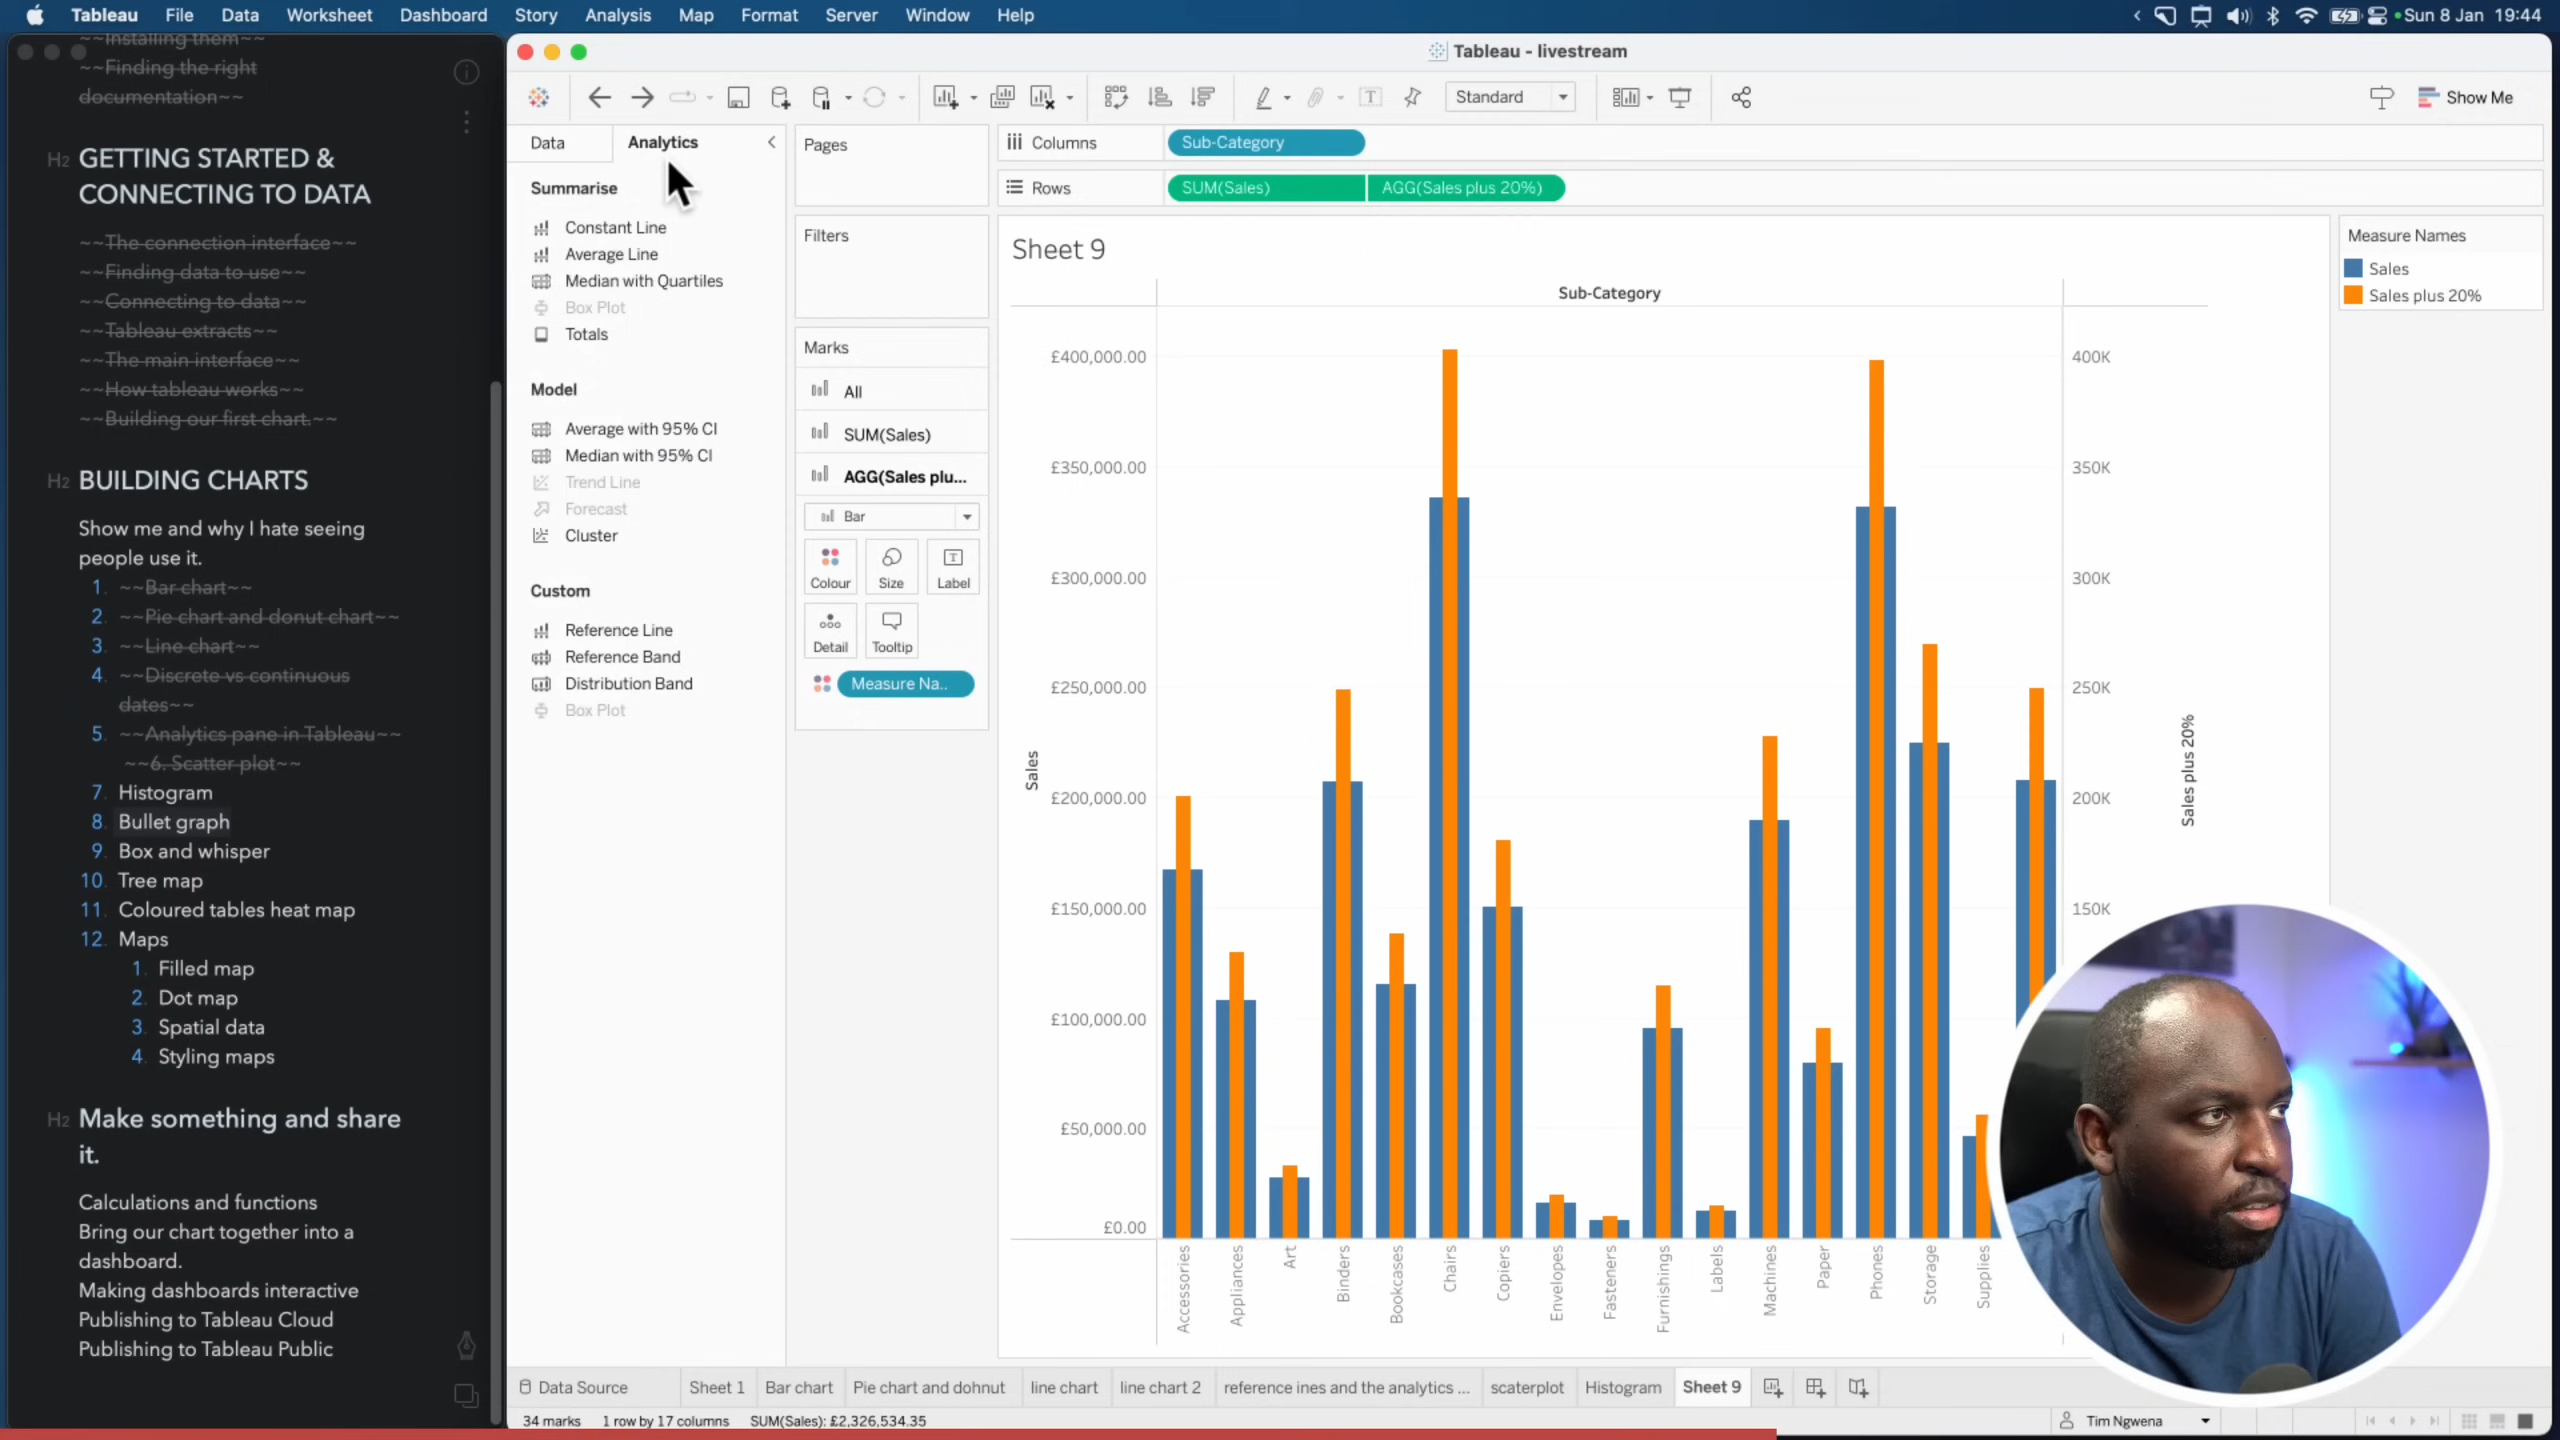 Tableau File Data Worksheet Dashboard Story Analysis Map Format Server Window Help
Sun 8 Jan 19:44
~~Installing them~~
~~Finding the right
documentation~~
H2 GETTING STARTED &
CONNECTING TO DATA
~~The connection interface~~
~~Finding data to use~~
~~Connecting to data~~
~~Tableau extracts~~
~~The main interface~~
~~How tableau works~~
~~Building our first chart.~~
H2 BUILDING CHARTS
Show me and why I hate seeing
people use it.
1. ~~Bar chart~~
2. ~~Pie chart and donut chart~~
3. ~~Line chart~~
4. ~~Discrete vs continuous
dates~~
5. ~~Analytics pane in Tableau~~
~~6. Scatter plot~~
7. Histogram
8. Bullet graph
9. Box and whisper
10. Tree map
11. Coloured tables heat map
12. Maps
1. Filled map
2. Dot map
3. Spatial data
4. Styling maps
H2 Make something and share
it.
Calculations and functions
Bring our chart together into a
dashboard.
Making dashboards interactive
Publishing to Tableau Cloud
Publishing to Tableau Public
Tableau - livestream
Standard
Show Me
Data Analytics
Summarise
Constant Line
Average Line
Median with Quartiles
Box Plot
Totals
Model
Average with 95% CI
Median with 95% CI
Trend Line
Forecast
Cluster
Custom
Reference Line
Reference Band
Distribution Band
Box Plot
Pages
Filters
Marks
All
SUM(Sales)
AGG(Sales plu...
Bar
Colour Size Label
Detail Tooltip
Measure Na..
Columns Sub-Category
Rows SUM(Sales) AGG(Sales plus 20%)
Sheet 9
Sub-Category
£400,000.00
£350,000.00
£300,000.00
£250,000.00
£200,000.00
£150,000.00
£100,000.00
£50,000.00
£0.00
Sales
400K
350K
300K
250K
200K
150K
Sales plus 20%
Accessories
Appliances
Art
Binders
Bookcases
Chairs
Copiers
Envelopes
Fasteners
Furnishings
Labels
Machines
Paper
Phones
Storage
Supplies
Measure Names
Sales
Sales plus 20%
Data Source Sheet 1 Bar chart Pie chart and dohnut line chart line chart 2 reference ines and the analytics ... scaterplot Histogram Sheet 9
34 marks 1 row by 17 columns SUM(Sales): £2,326,534.35
Tim Ngwena